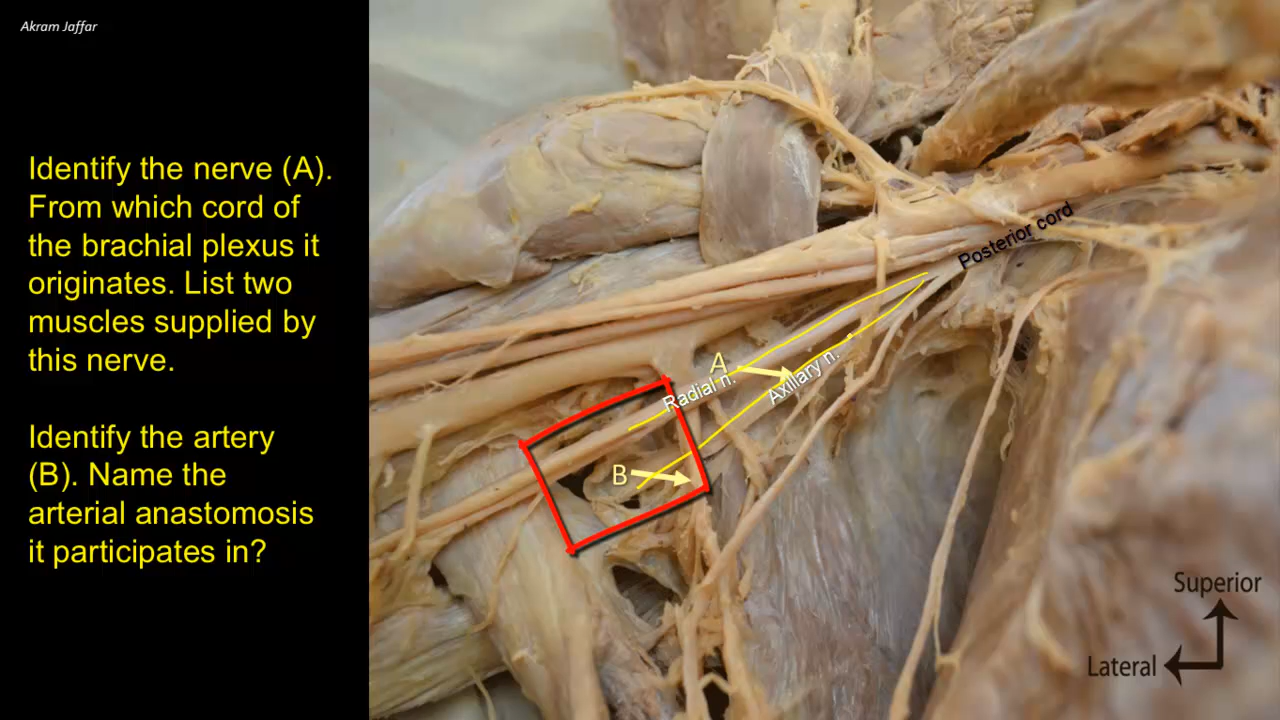 Akram Jaffar
Identify the nerve (A).
From which cord of
the brachial plexus it
originates. List two
muscles supplied by
this nerve.
Identify the artery
(B). Name the
arterial anastomosis
it participates in?
Posterior cord
A
Radial n.
Axillary n.
B
Superior
Lateral